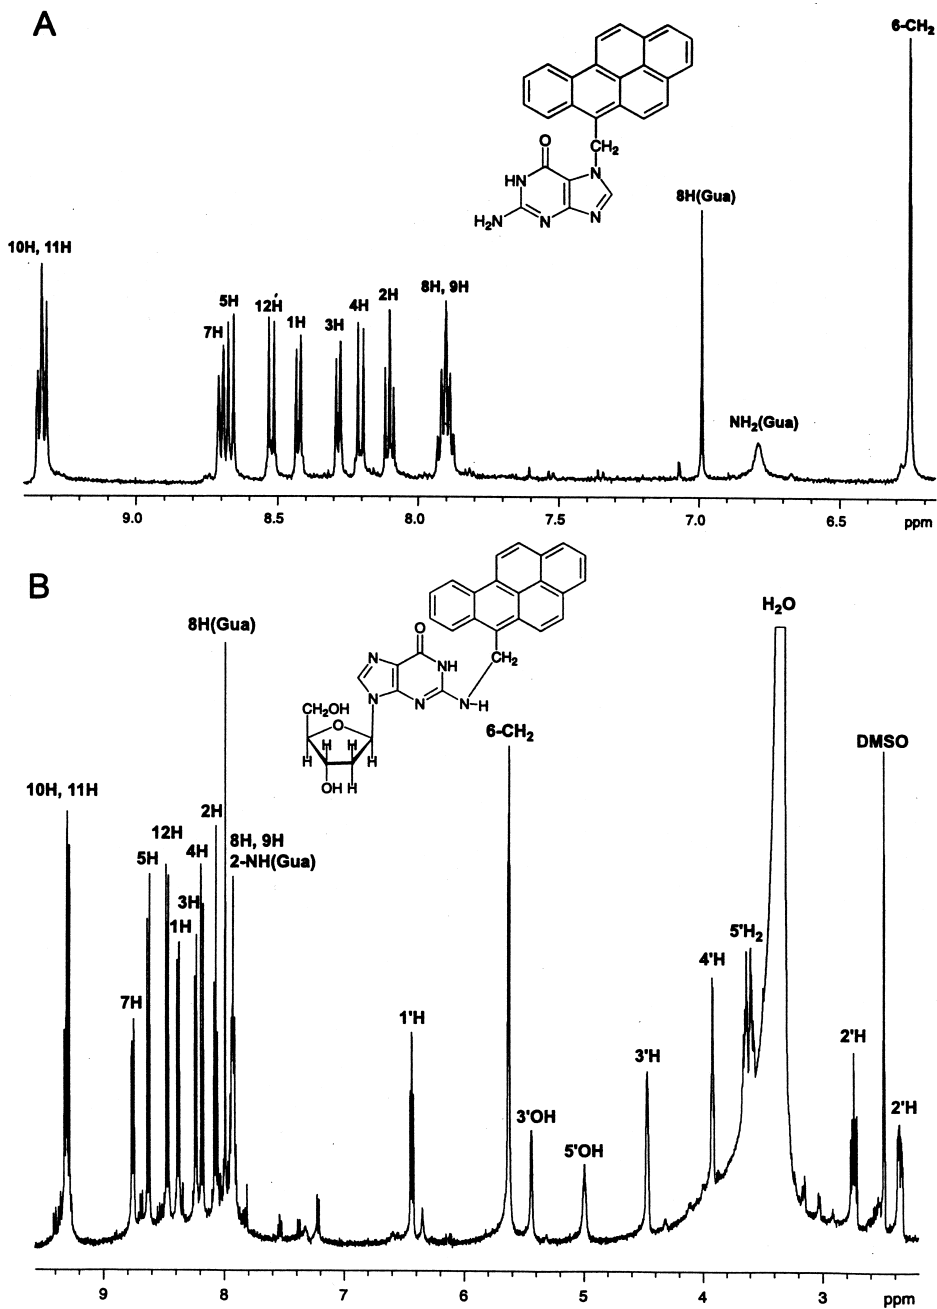 A
6-CH2
O
CH2
HN
N
H2N
N
N
8H(Gua)
10H, 11H
5H
12H
7H
1H
3H
4H
2H
8H, 9H
NH2(Gua)
9.0 8.5 8.0 7.5 7.0 6.5 ppm
B
8H(Gua)
H2O
O
CH2
N
NH
N
N
N-H
CH2OH
O
H H
H H
OH H
6-CH2
DMSO
10H, 11H
2H
12H
8H, 9H
5H
4H
2-NH(Gua)
3H
1H
7H
5'H2
4'H
1'H
3'H
2'H
3'OH
5'OH
2'H
9 8 7 6 5 4 3 ppm